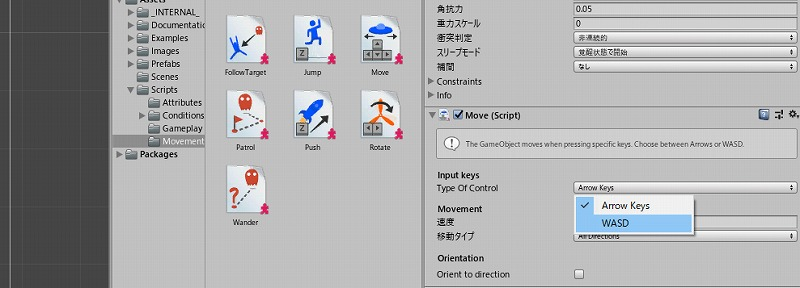 Assets
_INTERNAL_
Documentatio
Examples
Images
Prefabs
Scenes
Scripts
Attributes
Conditions
Gameplay
Movement
Packages
FollowTarget
Z
Jump
Move
Patrol
Z
Push
Rotate
Wander
角抗力 0.05
重力スケール 0
衝突判定 非連続的
スリープモード 覚醒状態で開始
補間 なし
Constraints
Info
Move (Script)
The GameObject moves when pressing specific keys. Choose between Arrows or WASD.
Input keys
Type Of Control Arrow Keys
Arrow Keys
WASD
Movement
速度
移動タイプ All Directions
Orientation
Orient to direction